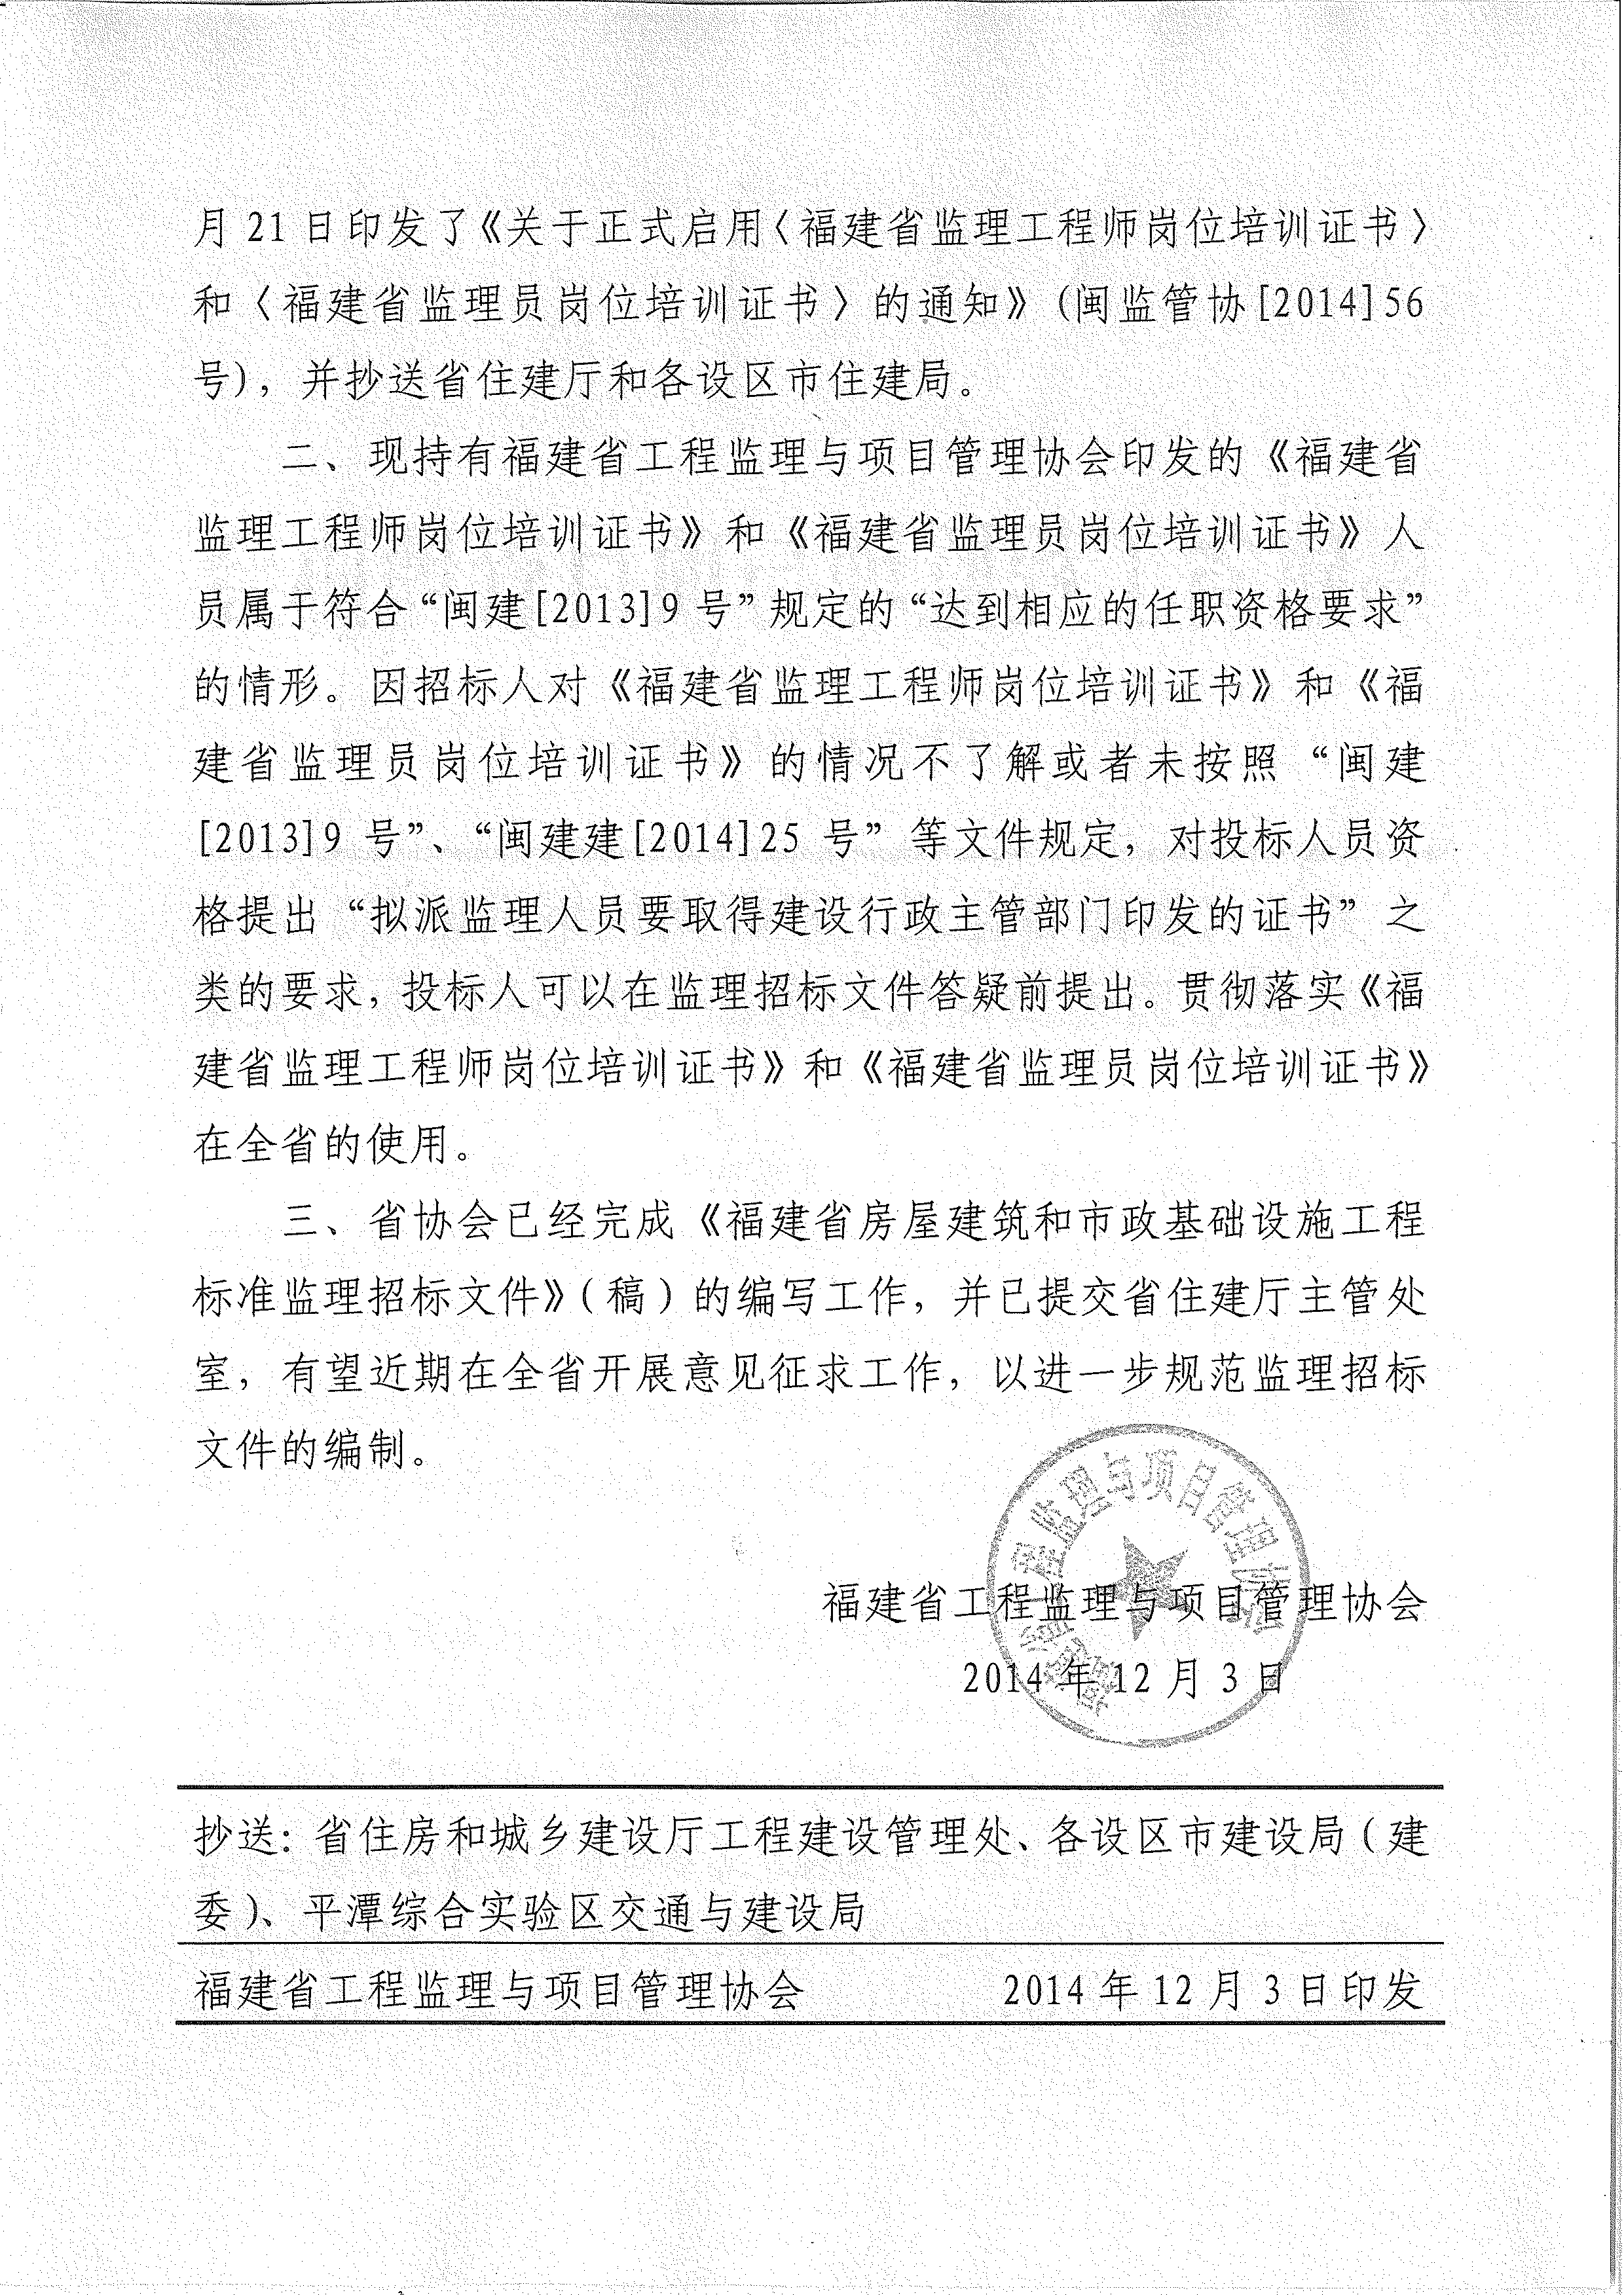 月 21 日印发了《关于正式启用〈福建省监理工程师岗位培训证书〉
和〈福建省监理员岗位培训证书〉的通知》(闽监管协[2014]56
号)，并抄送省住建厅和各设区市住建局。
二、现持有福建省工程监理与项目管理协会印发的《福建省
监理工程师岗位培训证书》和《福建省监理员岗位培训证书》人
员属于符合“闽建[2013]9 号”规定的“达到相应的任职资格要求”
的情形。因招标人对《福建省监理工程师岗位培训证书》和《福
建省监理员岗位培训证书》的情况不了解或者未按照“闽建
[2013]9 号”、“闽建建[2014]25 号”等文件规定，对投标人员资
格提出“拟派监理人员要取得建设行政主管部门印发的证书”之
类的要求，投标人可以在监理招标文件答疑前提出。贯彻落实《福
建省监理工程师岗位培训证书》和《福建省监理员岗位培训证书》
在全省的使用。
三、省协会已经完成《福建省房屋建筑和市政基础设施工程
标准监理招标文件》（稿）的编写工作，并已提交省住建厅主管处
室，有望近期在全省开展意见征求工作，以进一步规范监理招标
文件的编制。
福建省工程监理与项目管理协会
2014 年 12 月 3 日
抄送：省住房和城乡建设厅工程建设管理处、各设区市建设局（建
委）、平潭综合实验区交通与建设局
福建省工程监理与项目管理协会 2014 年 12 月 3 日印发